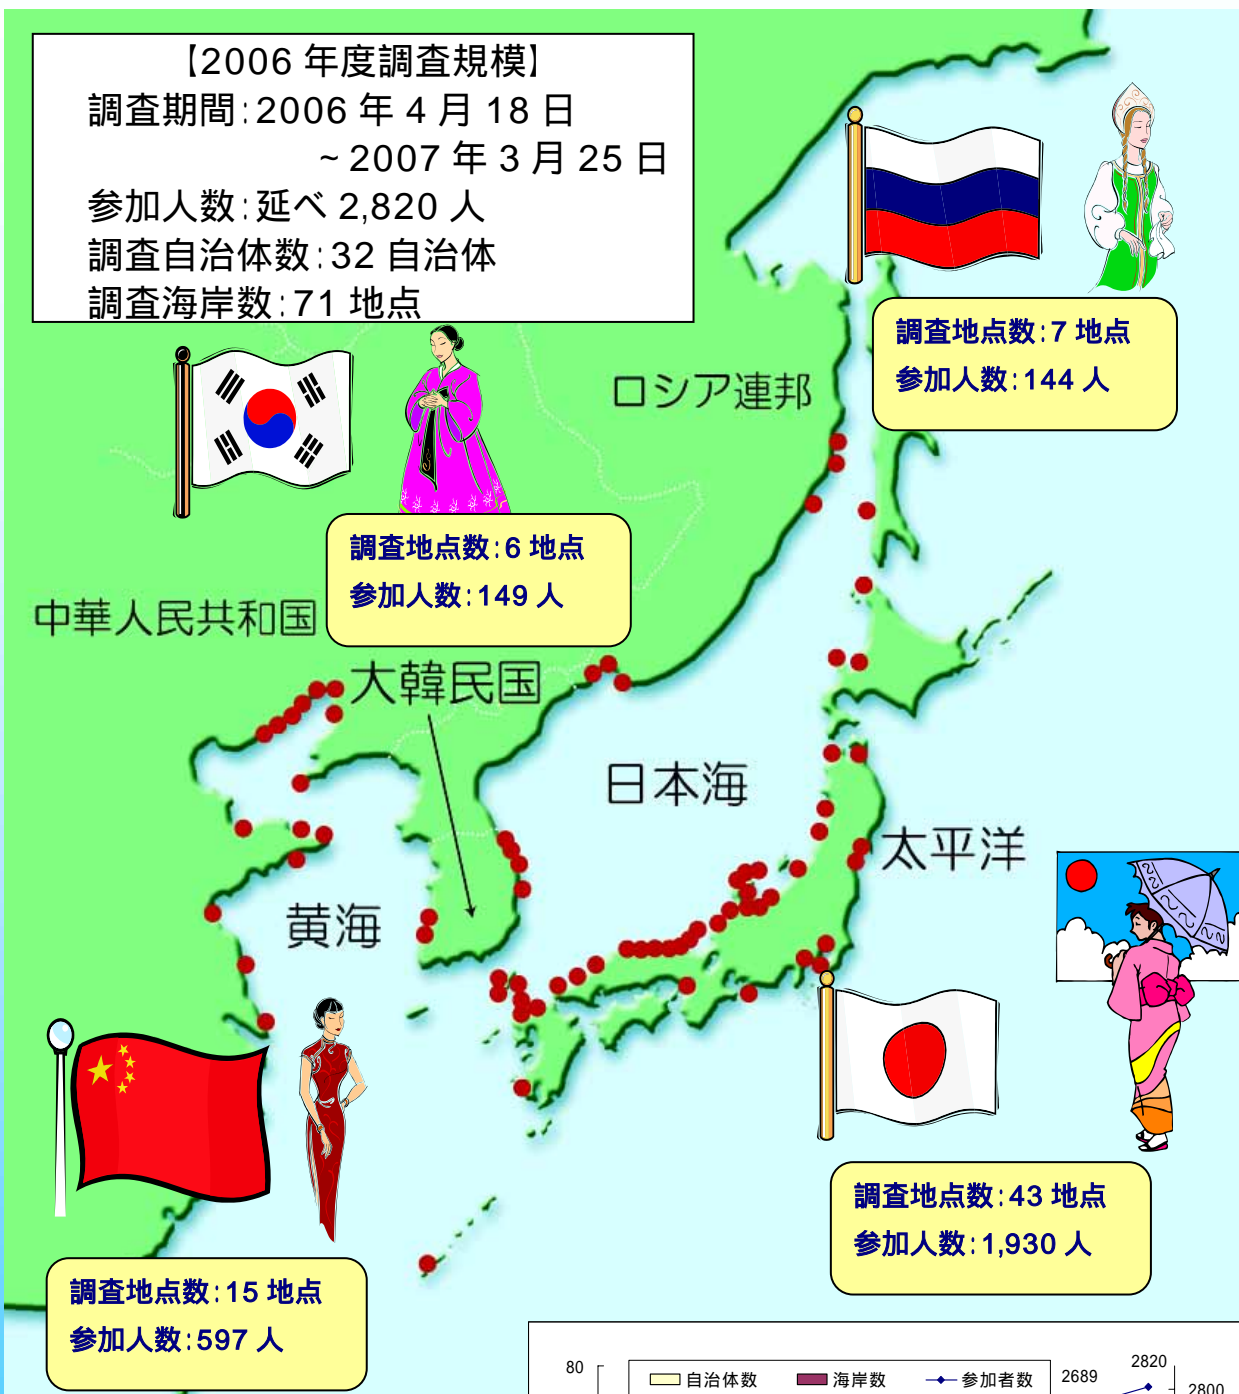 【2006 年度調査規模】
調査期間:2006 年 4 月 18 日
~ 2007 年 3 月 25 日
参加人数:延べ 2,820 人
調査自治体数:32 自治体
調査海岸数:71 地点
調査地点数:7 地点
参加人数:144 人
ロシア連邦
調査地点数:6 地点
参加人数:149 人
中華人民共和国
大韓民国
日本海
太平洋
黄海
調査地点数:43 地点
参加人数:1,930 人
調査地点数:15 地点
参加人数:597 人
80
自治体数
海岸数
参加者数
2689
2820
2800